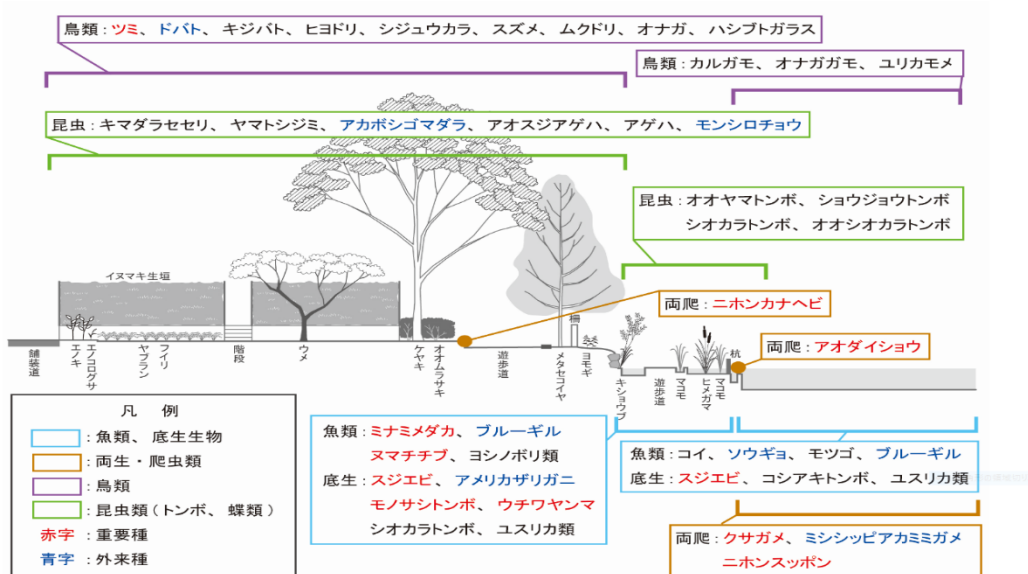 鳥類：ツミ、ドバト、キジバト、ヒヨドリ、シジュウカラ、スズメ、ムクドリ、オナガ、ハシブトガラス
鳥類：カルガモ、オナガガモ、ユリカモメ
昆虫：キマダラセセリ、ヤマトシジミ、アカボシゴマダラ、アオスジアゲハ、アゲハ、モンシロチョウ
昆虫：オオヤマトンボ、ショウジョウトンボ
シオカラトンボ、オオシオカラトンボ
イヌマキ生垣
両爬：ニホンカナヘビ
柵
両爬：アオダイショウ
杭
舗装道
エノキ
エノコログサ
ヤブラン
フイリ
階段
ウメ
ケヤキ
オオムラサキ
遊歩道
メタセコイヤ
ヨモギ
キショウブ
遊歩道
マコモ
ヒメガマ
マコモ
凡 例
：魚類、底生生物
：両生・爬虫類
：鳥類
：昆虫類（トンボ、蝶類）
赤字：重要種
青字：外来種
魚類：ミナミメダカ、ブルーギル
ヌマチチブ、ヨシノボリ類
底生：スジエビ、アメリカザリガニ
モノサシトンボ、ウチワヤンマ
シオカラトンボ、ユスリカ類
魚類：コイ、ソウギョ、モツゴ、ブルーギル
底生：スジエビ、コシアキトンボ、ユスリカ類
両爬：クサガメ、ミシシッピアカミミガメ
ニホンスッポン